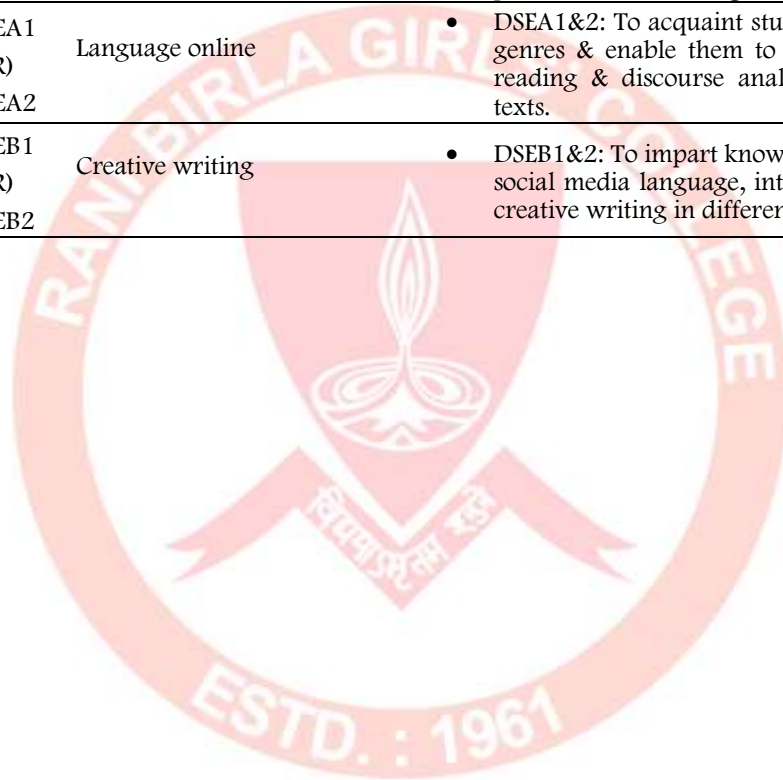 EA1
R)
EA2
Language online
• DSEA1&2: To acquaint stu
genres & enable them to
reading & discourse anal
texts.
EB1
R)
EB2
Creative writing
• DSEB1&2: To impart know
social media language, int
creative writing in differen
RANI BIRLA GIRLS' COLLEGE
ESTD. : 1961